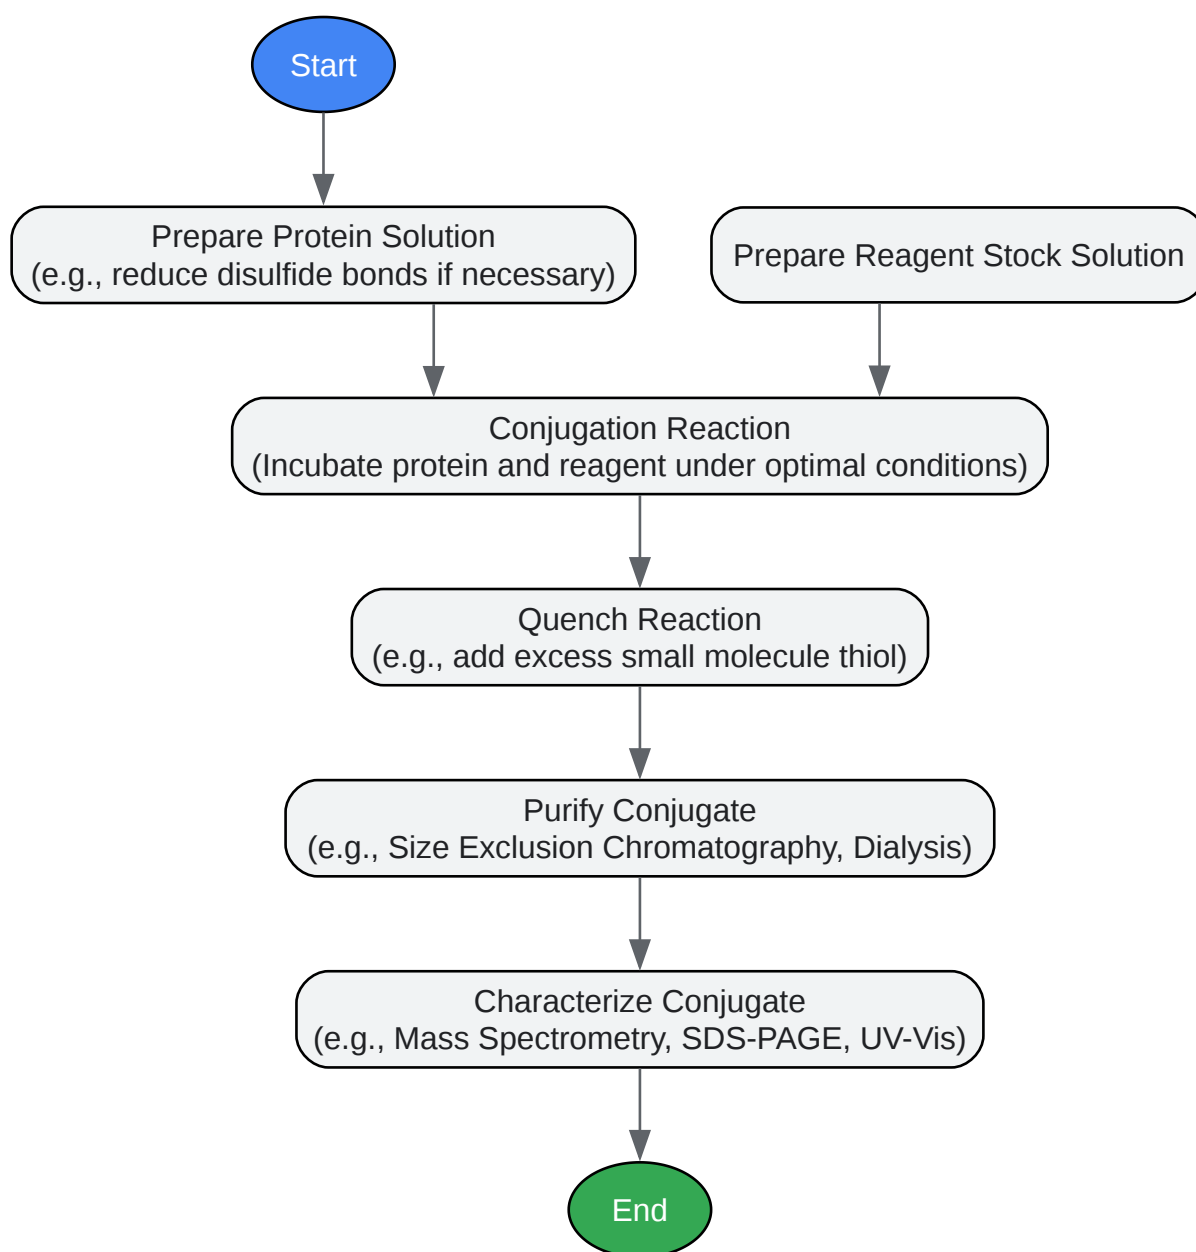 Start
Prepare Protein Solution
(e.g., reduce disulfide bonds if necessary)
Prepare Reagent Stock Solution
Conjugation Reaction
(Incubate protein and reagent under optimal conditions)
Quench Reaction
(e.g., add excess small molecule thiol)
Purify Conjugate
(e.g., Size Exclusion Chromatography, Dialysis)
Characterize Conjugate
(e.g., Mass Spectrometry, SDS-PAGE, UV-Vis)
End